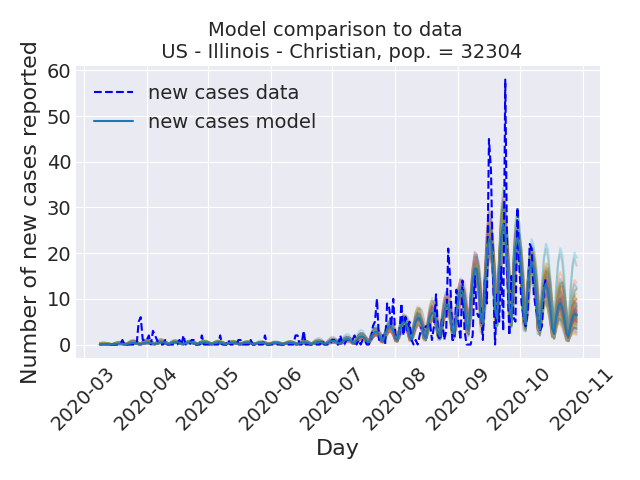 Model comparison to data
US - Illinois - Christian, pop. = 32304
Number of new cases reported
60
50
40
30
20
10
0
new cases data
new cases model
2020-03
2020-04
2020-05
2020-06
2020-07
2020-08
2020-09
2020-10
2020-11
Day